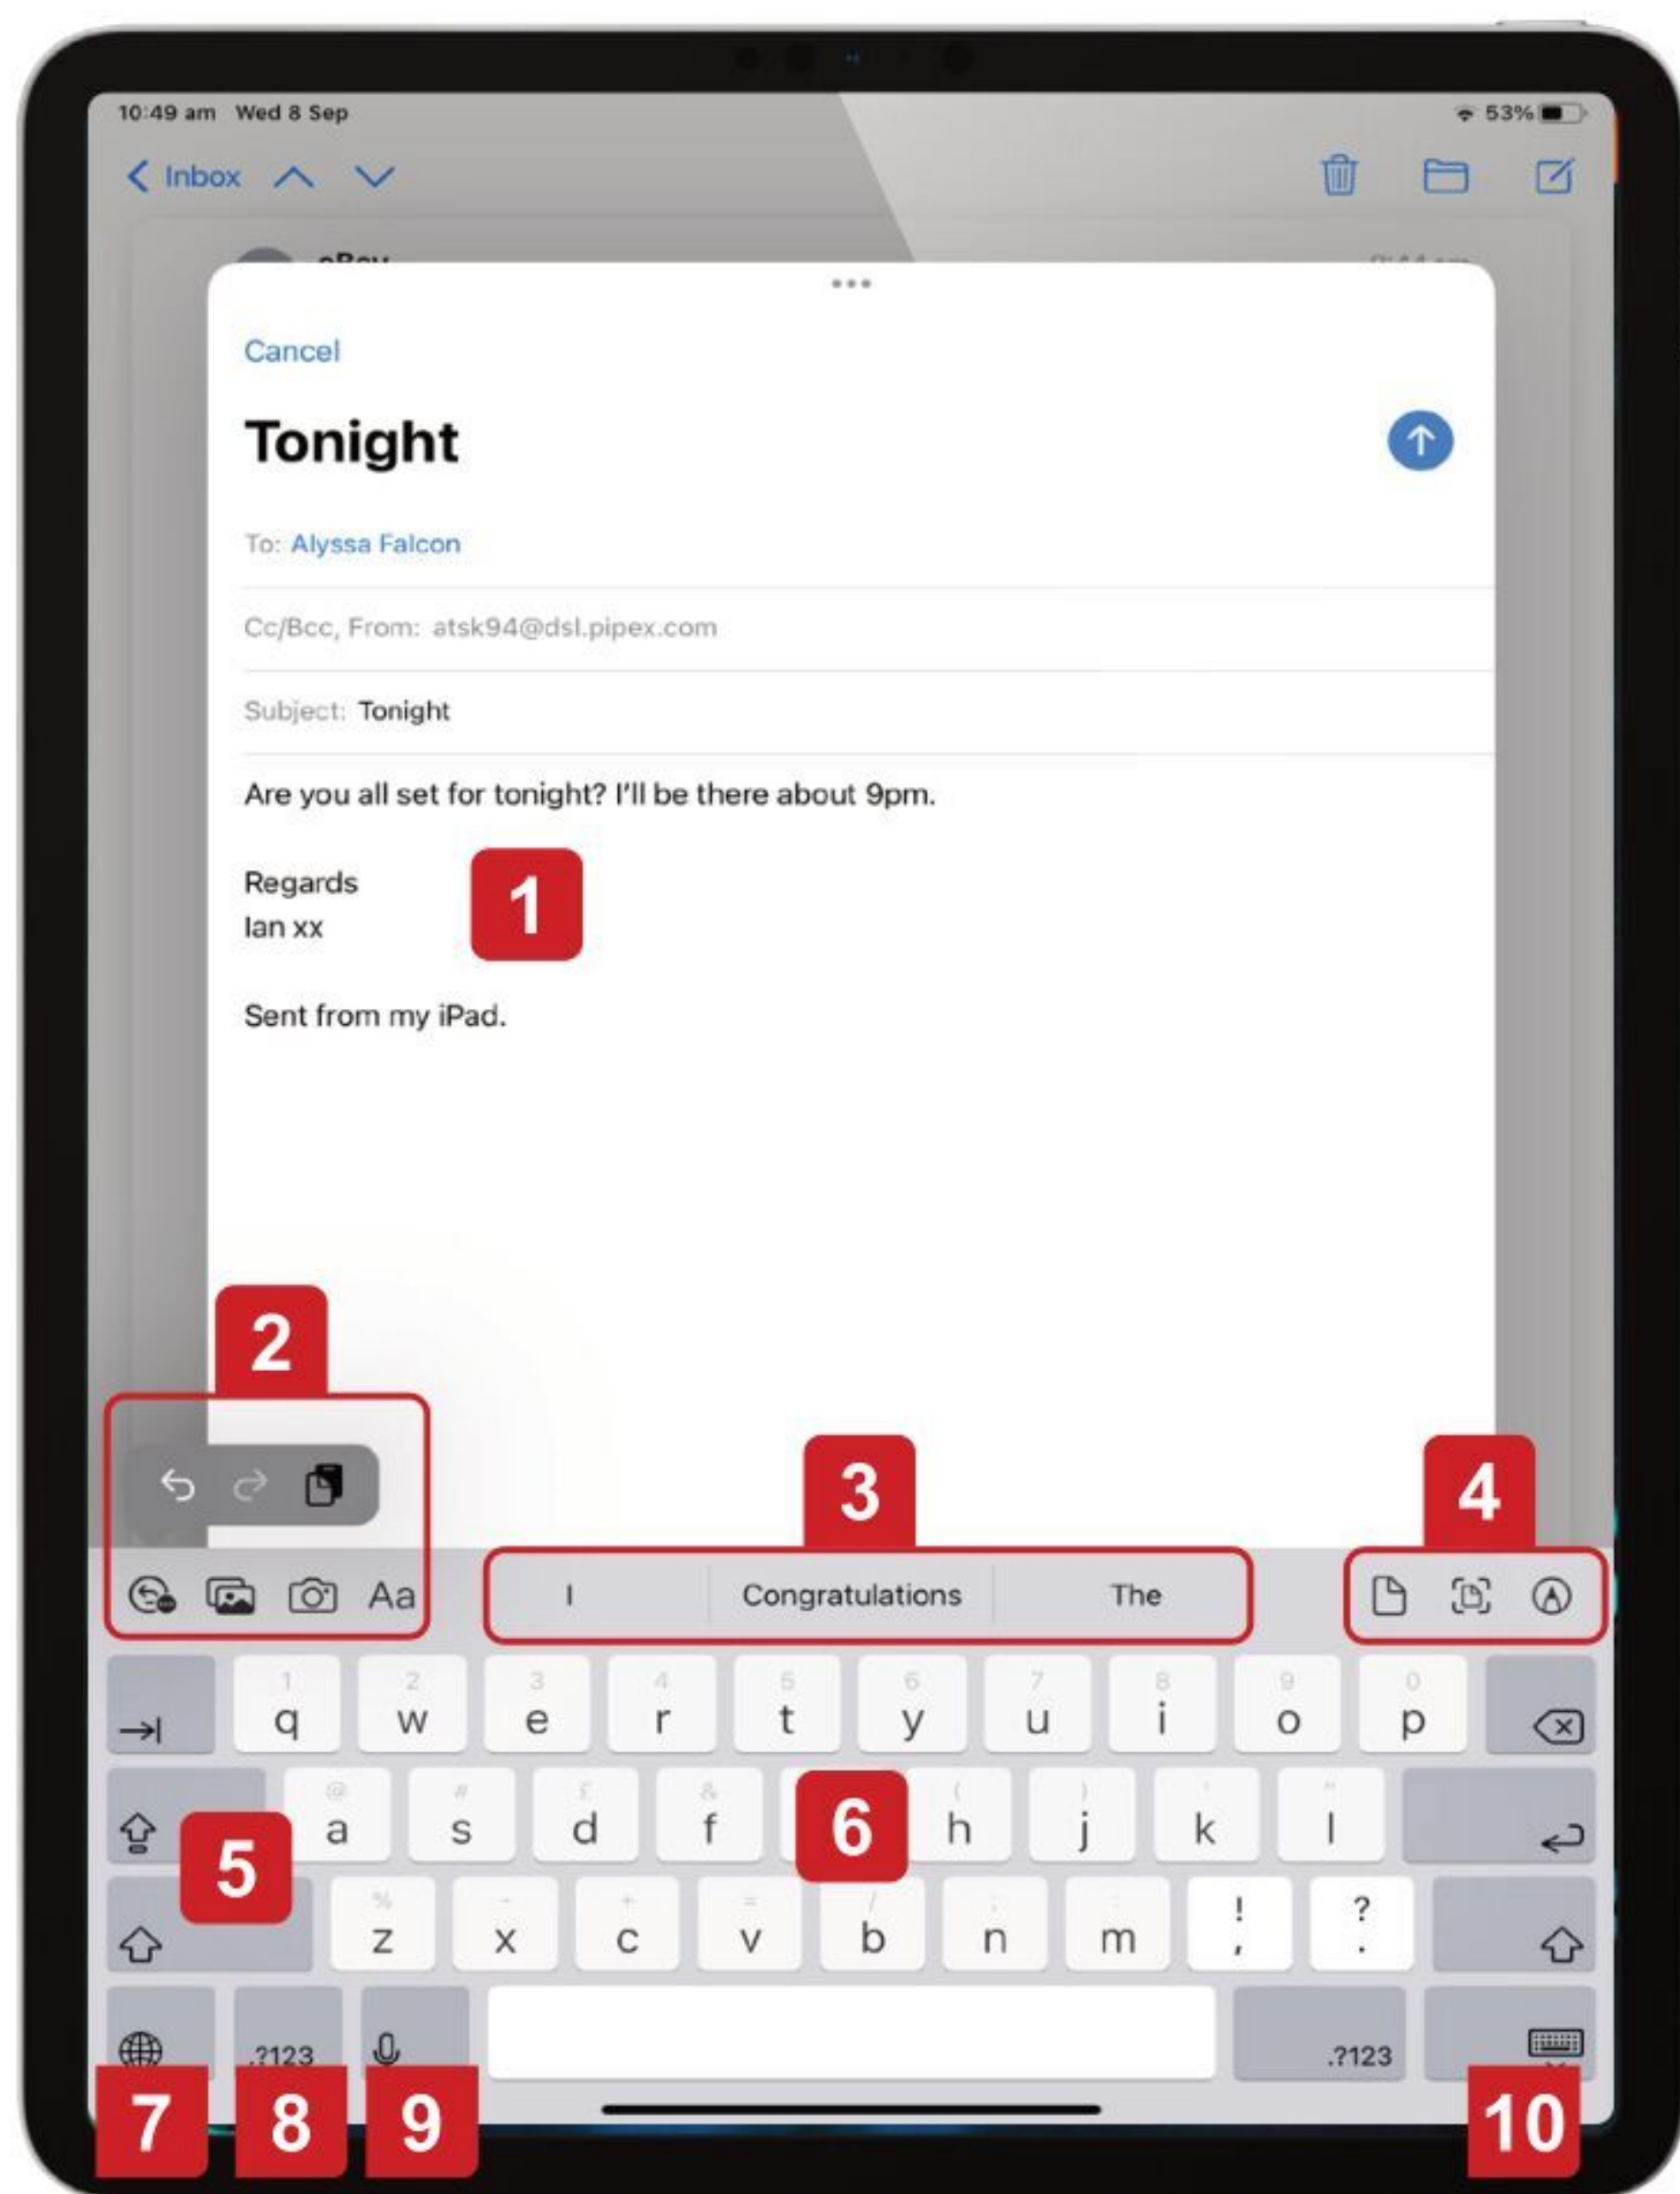 10:49 am Wed 8 Sep 53%
Inbox
Cancel
Tonight
To: Alyssa Falcon
Cc/Bcc, From: atsk94@dsl.pipex.com
Subject: Tonight
Are you all set for tonight? I'll be there about 9pm.
Regards
1
Ian xx
Sent from my iPad.
2
3
4
Aa
I Congratulations The
1 2 3 4 5 6 7 8 9 0
q w e r t y u i o p
@ # £ & ( ) ' "
a s d f 6 h j k l
5
% - + = / ; : ! ?
z x c v b n m , .
.?123 .?123
7 8 9 10